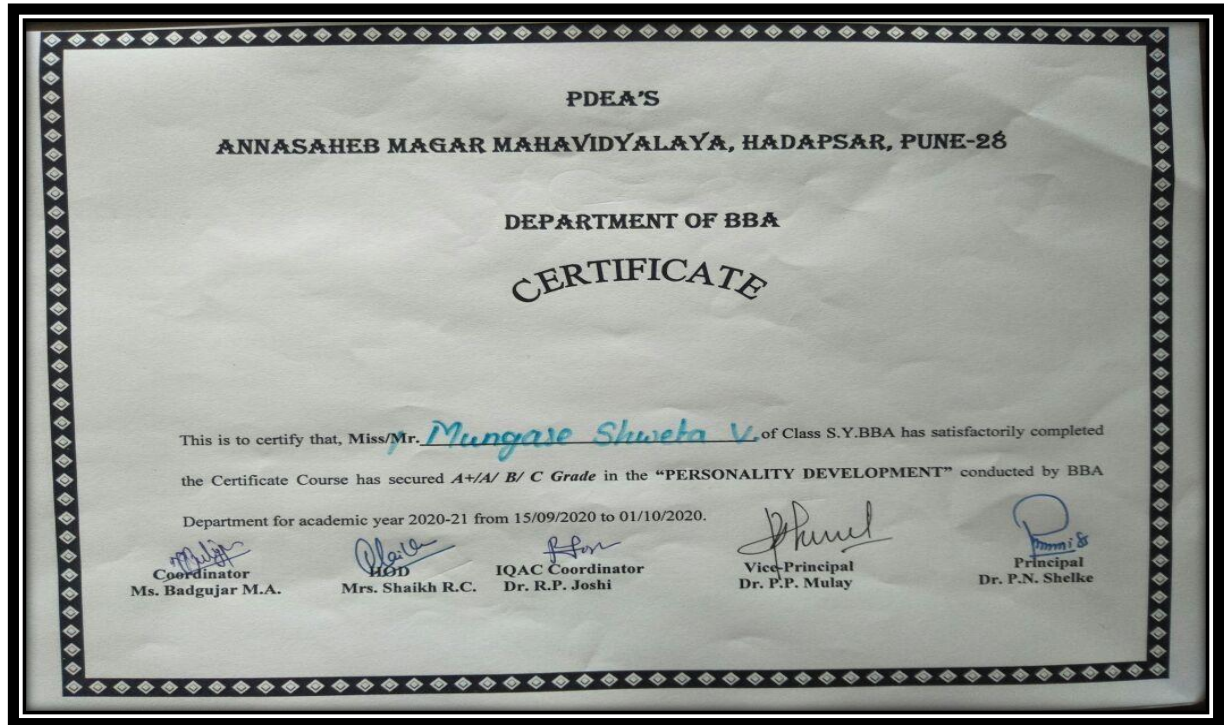 PDEA'S
ANNASAHEB MAGAR MAHAVIDYALAYA, HADAPSAR, PUNE-28
DEPARTMENT OF BBA
CERTIFICATE
This is to certify that, Miss/Mr. Mungase Shweta V. of Class S.Y.BBA has satisfactorily completed
the Certificate Course has secured A+/A/ B/ C Grade in the “PERSONALITY DEVELOPMENT” conducted by BBA
Department for academic year 2020-21 from 15/09/2020 to 01/10/2020.
Coordinator HOD IQAC Coordinator Vice-Principal Principal
Ms. Badgujar M.A. Mrs. Shaikh R.C. Dr. R.P. Joshi Dr. P.P. Mulay Dr. P.N. Shelke